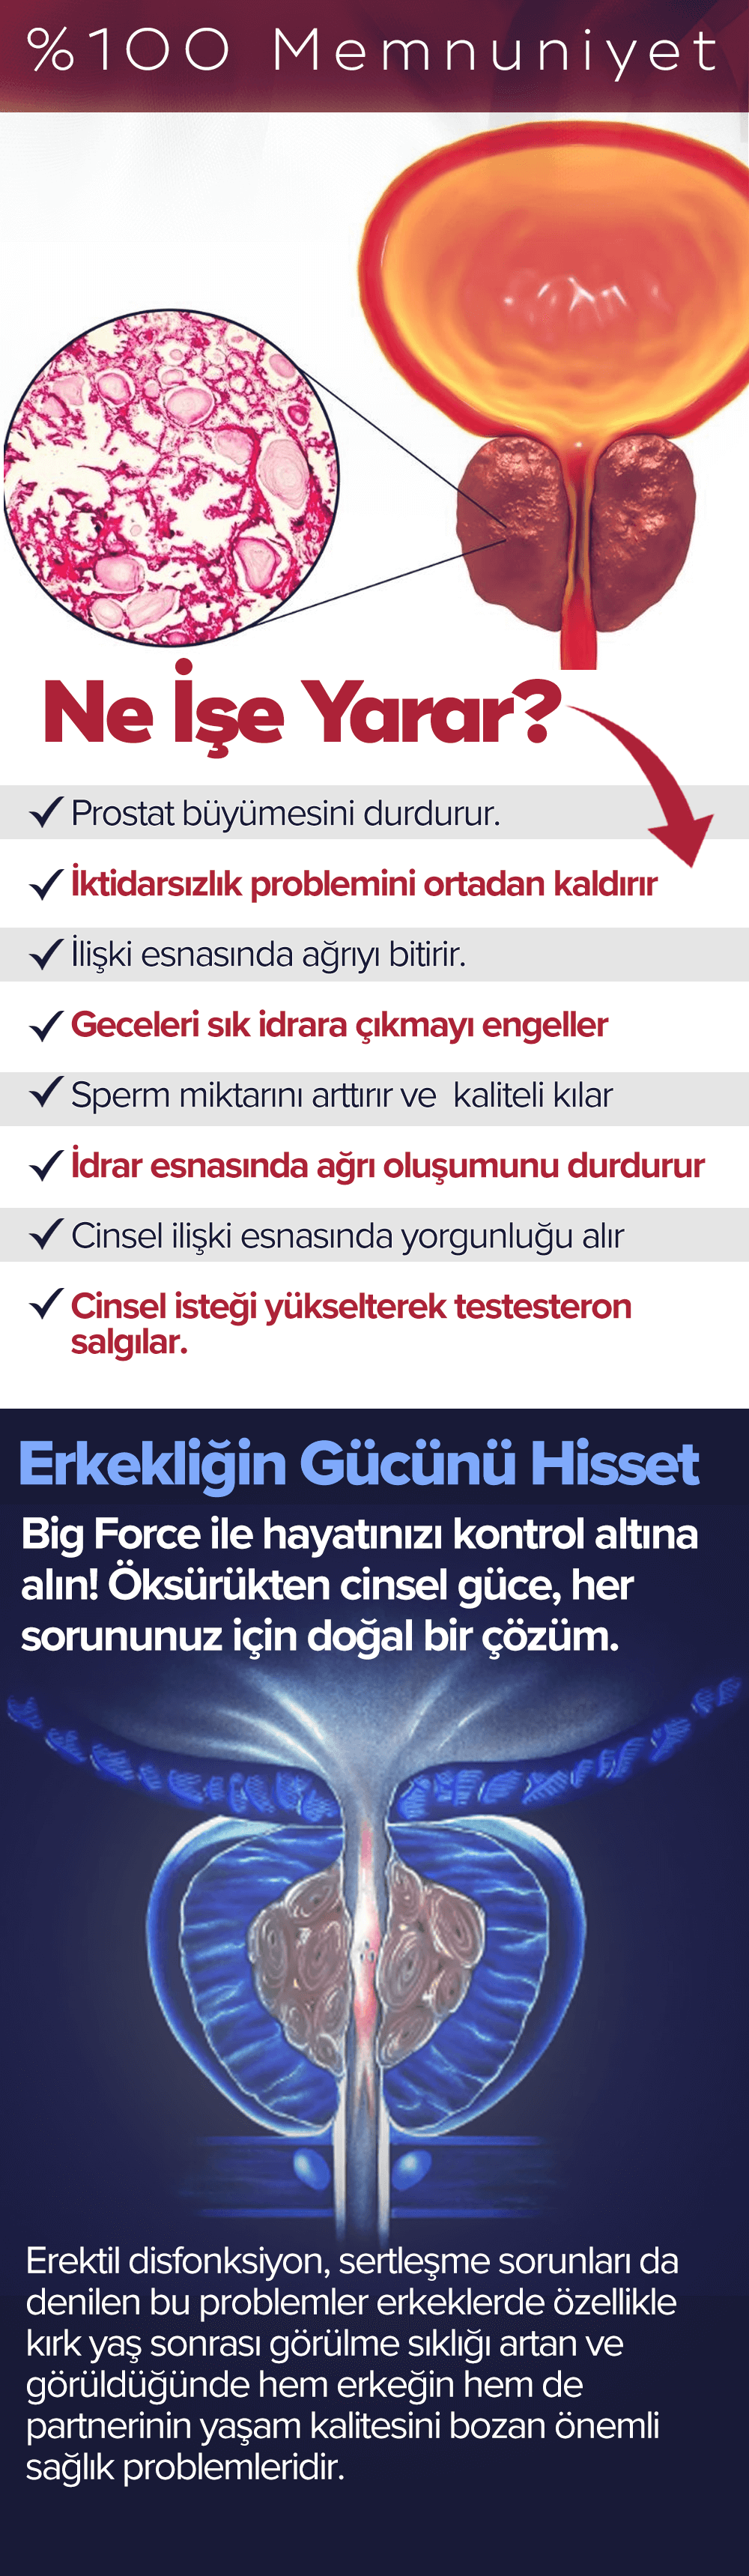 %100 Memnuniyet
Ne İşe Yarar?
Prostat büyümesini durdurur.
İktidarsızlık problemini ortadan kaldırır
İlişki esnasında ağrıyı bitirir.
Geceleri sık idrara çıkmayı engeller
Sperm miktarını arttırır ve kaliteli kılar
İdrar esnasında ağrı oluşumunu durdurur
Cinsel ilişki esnasında yorgunluğu alır
Cinsel isteği yükselterek testesteron
salgılar.
Erkekliğin Gücünü Hisset
Big Force ile hayatınızı kontrol altına
alın! Öksürükten cinsel güce, her
sorununuz için doğal bir çözüm.
Erektil disfonksiyon, sertleşme sorunları da
denilen bu problemler erkeklerde özellikle
kırk yaş sonrası görülme sıklığı artan ve
görüldüğünde hem erkeğin hem de
partnerinin yaşam kalitesini bozan önemli
sağlık problemleridir.